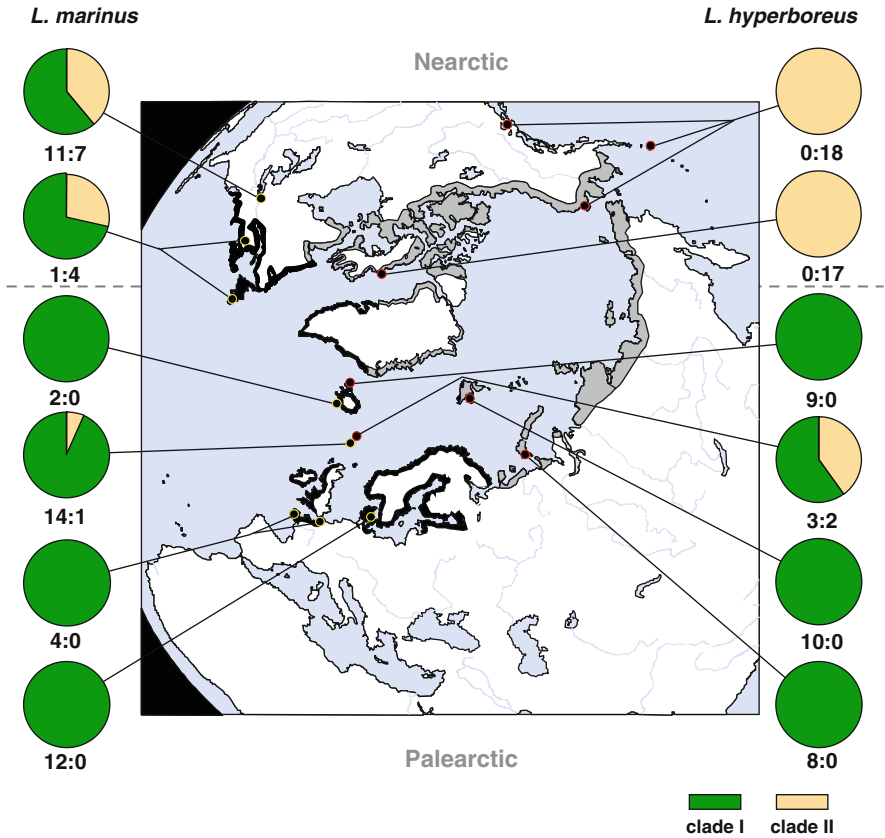 L. marinus
L. hyperboreus
Nearctic
11:7
0:18
1:4
0:17
2:0
9:0
14:1
3:2
4:0
10:0
12:0
8:0
Palearctic
clade I
clade II